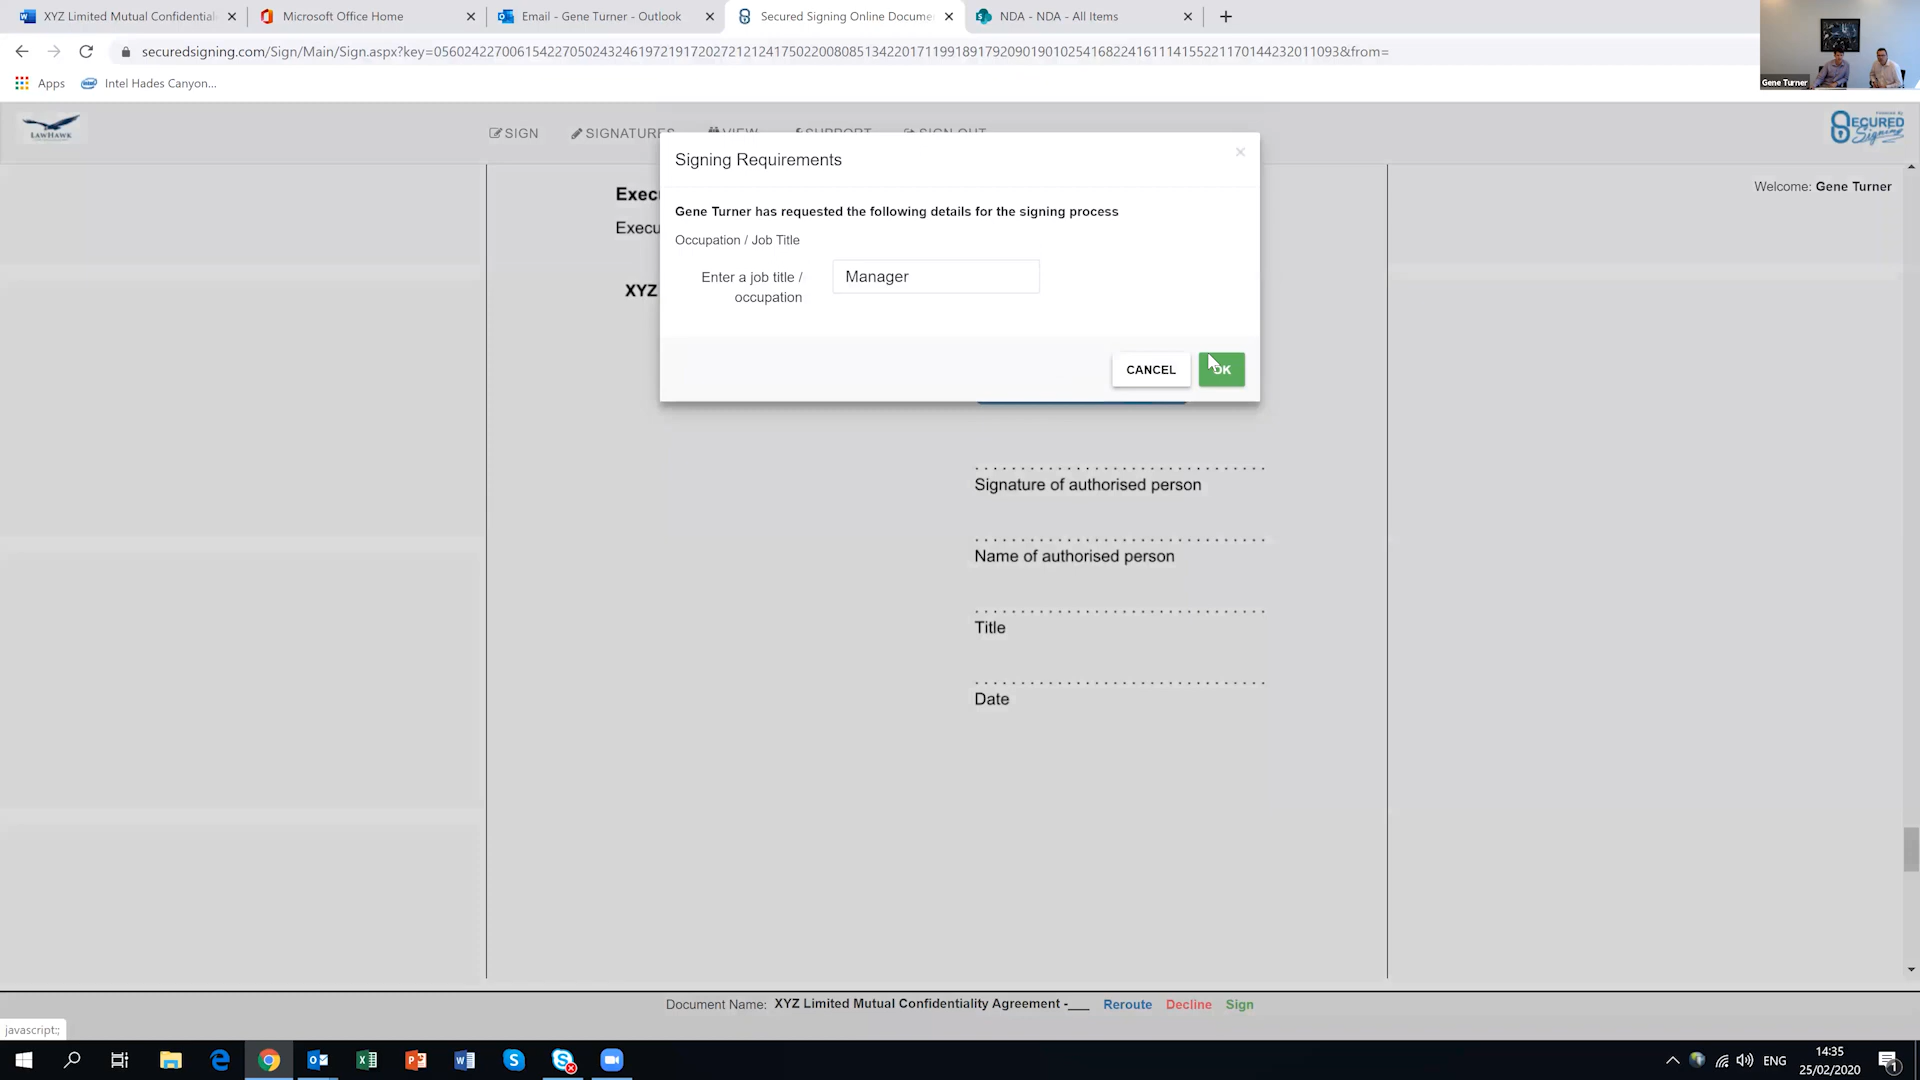 XYZ Limited Mutual Confidential
Microsoft Office Home
Email - Gene Turner - Outlook
Secured Signing Online Docume
NDA - NDA - All Items
securedsigning.com/Sign/Main/Sign.aspx?key=056024227006154227050243246197219172027212124175022008085134220171199189179209019010254168224161114155221170144232011093&from=
Apps
Intel Hades Canyon...
Gene Turner
LAWHAWK
SIGN
SIGNATURES
VIEW
SUPPORT
SIGN OUT
SECURED
Signing
Welcome: Gene Turner
Signing Requirements
Gene Turner has requested the following details for the signing process
Occupation / Job Title
Enter a job title /
occupation
Manager
CANCEL
OK
Execu
Execu
XYZ
Signature of authorised person
Name of authorised person
Title
Date
Document Name: XYZ Limited Mutual Confidentiality Agreement -___ Reroute Decline Sign
javascript:;
ENG
14:35
25/02/2020
1